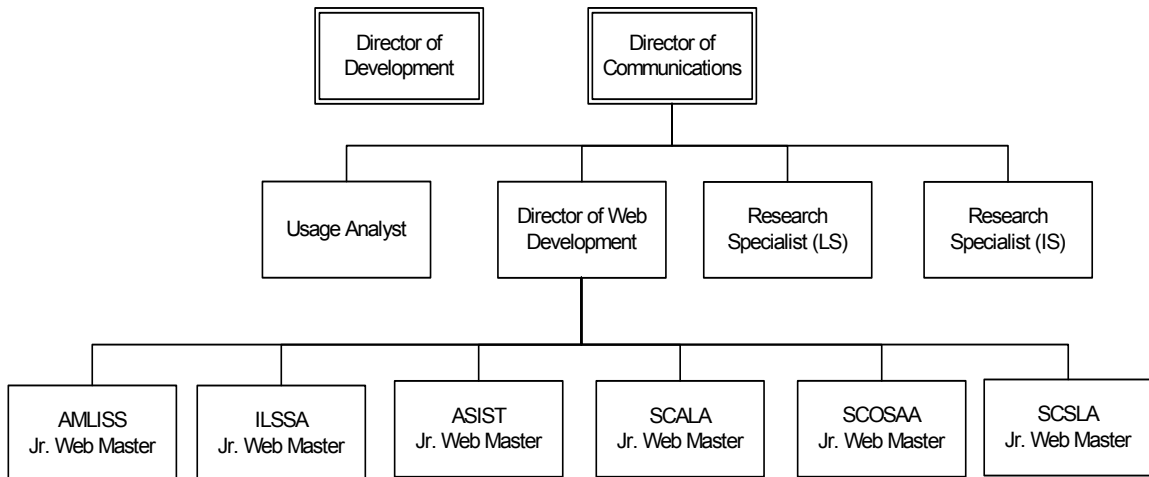 Director of
Development
Director of
Communications
Usage Analyst
Director of Web
Development
Research
Specialist (LS)
Research
Specialist (IS)
AMLISS
Jr. Web Master
ILSSA
Jr. Web Master
ASIST
Jr. Web Master
SCALA
Jr. Web Master
SCOSAA
Jr. Web Master
SCSLA
Jr. Web Master